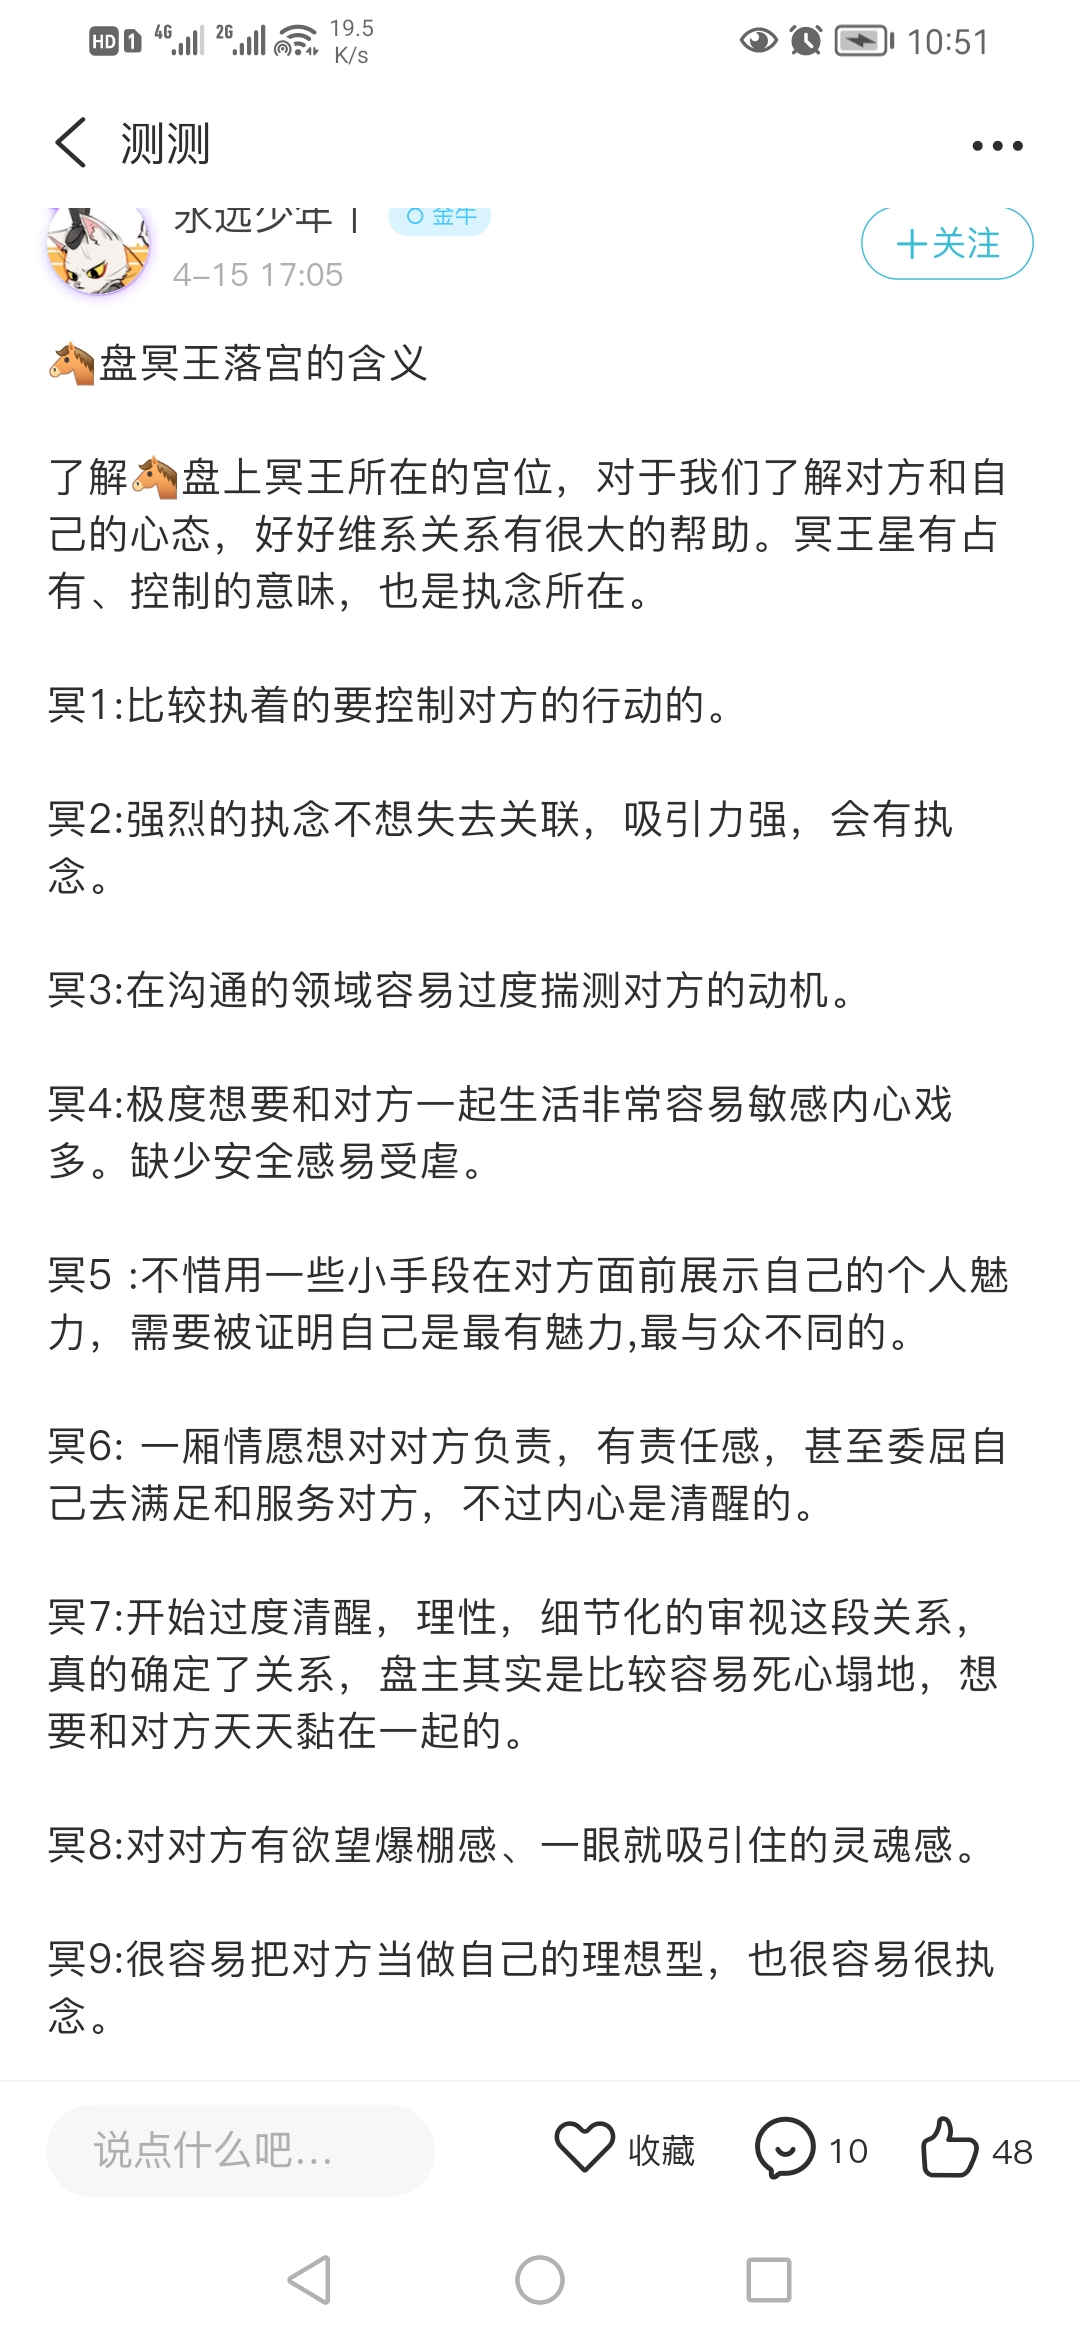 HD 1 4G 2G 19.5 K/s 10:51
测测
永远少年丨 金牛
4-15 17:05
+关注
🐴盘冥王落宫的含义
了解🐴盘上冥王所在的宫位，对于我们了解对方和自
己的心态，好好维系关系有很大的帮助。冥王星有占
有、控制的意味，也是执念所在。
冥1:比较执着的要控制对方的行动的。
冥2:强烈的执念不想失去关联，吸引力强，会有执
念。
冥3:在沟通的领域容易过度揣测对方的动机。
冥4:极度想要和对方一起生活非常容易敏感内心戏
多。缺少安全感易受虐。
冥5 :不惜用一些小手段在对方面前展示自己的个人魅
力，需要被证明自己是最有魅力,最与众不同的。
冥6: 一厢情愿想对对方负责，有责任感，甚至委屈自
己去满足和服务对方，不过内心是清醒的。
冥7:开始过度清醒，理性，细节化的审视这段关系，
真的确定了关系，盘主其实是比较容易死心塌地，想
要和对方天天黏在一起的。
冥8:对对方有欲望爆棚感、一眼就吸引住的灵魂感。
冥9:很容易把对方当做自己的理想型，也很容易很执
念。
说点什么吧...
收藏
10
48